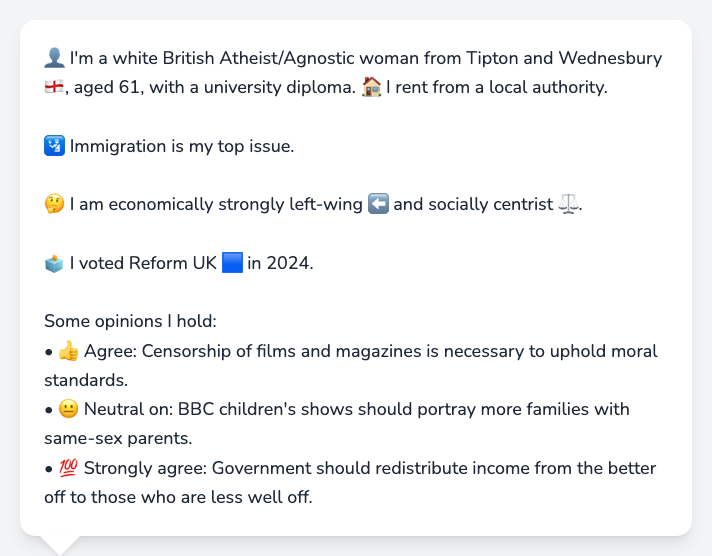 👤 I'm a white British Atheist/Agnostic woman from Tipton and Wednesbury
🏴󠁧󠁢󠁥󠁮󠁧󠁿, aged 61, with a university diploma. 🏠 I rent from a local authority.
🛂 Immigration is my top issue.
🤔 I am economically strongly left-wing ⬅️ and socially centrist ⚖️.
🗳️ I voted Reform UK 🟦 in 2024.
Some opinions I hold:
• 👍 Agree: Censorship of films and magazines is necessary to uphold moral
standards.
• 😐 Neutral on: BBC children's shows should portray more families with
same-sex parents.
• 💯 Strongly agree: Government should redistribute income from the better
off to those who are less well off.